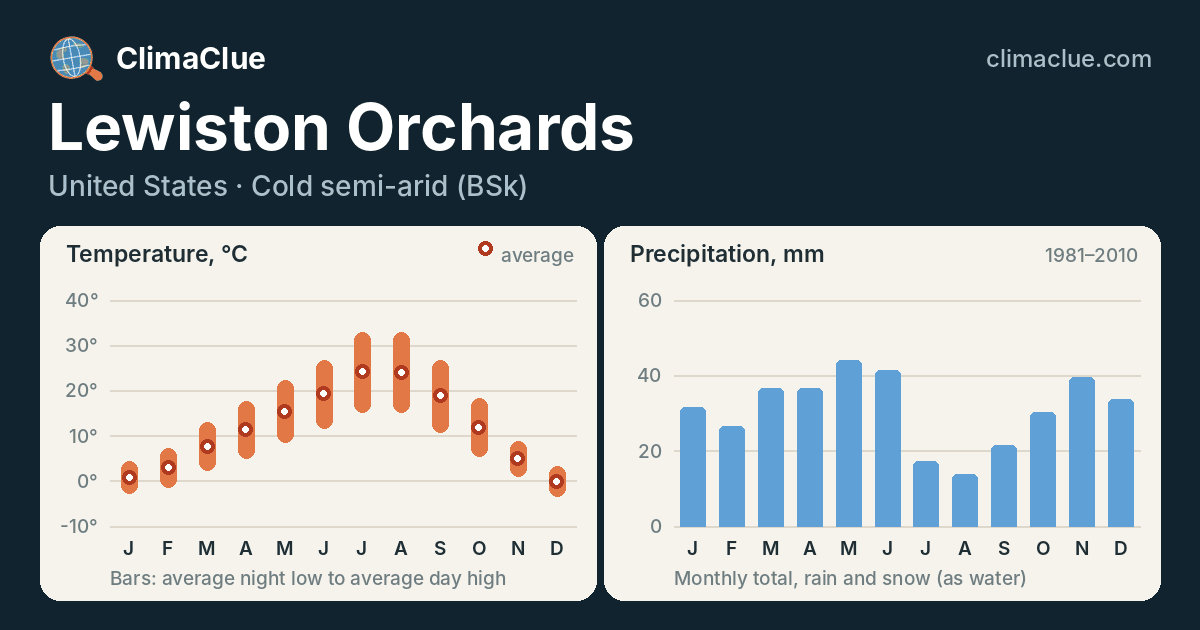 ClimaClue
climaclue.com
Lewiston Orchards
United States · Cold semi-arid (BSk)
Temperature, °C
average
40°
30°
20°
10°
0°
-10°
J F M A M J J A S O N D
Bars: average night low to average day high
Precipitation, mm
1981–2010
60
40
20
0
J F M A M J J A S O N D
Monthly total, rain and snow (as water)